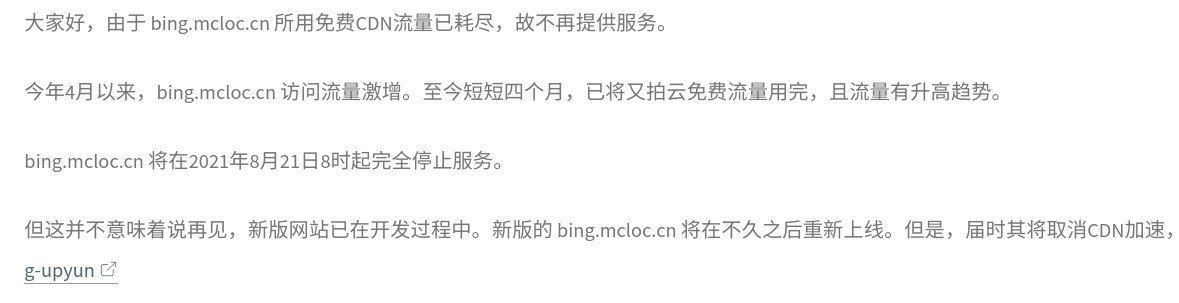 大家好，由于 bing.mcloc.cn 所用免费CDN流量已耗尽，故不再提供服务。
今年4月以来，bing.mcloc.cn 访问流量激增。至今短短四个月，已将又拍云免费流量用完，且流量有升高趋势。
bing.mcloc.cn 将在2021年8月21日8时起完全停止服务。
但这并不意味着说再见，新版网站已在开发过程中。新版的 bing.mcloc.cn 将在不久之后重新上线。但是，届时其将取消CDN加速，
g-upyun